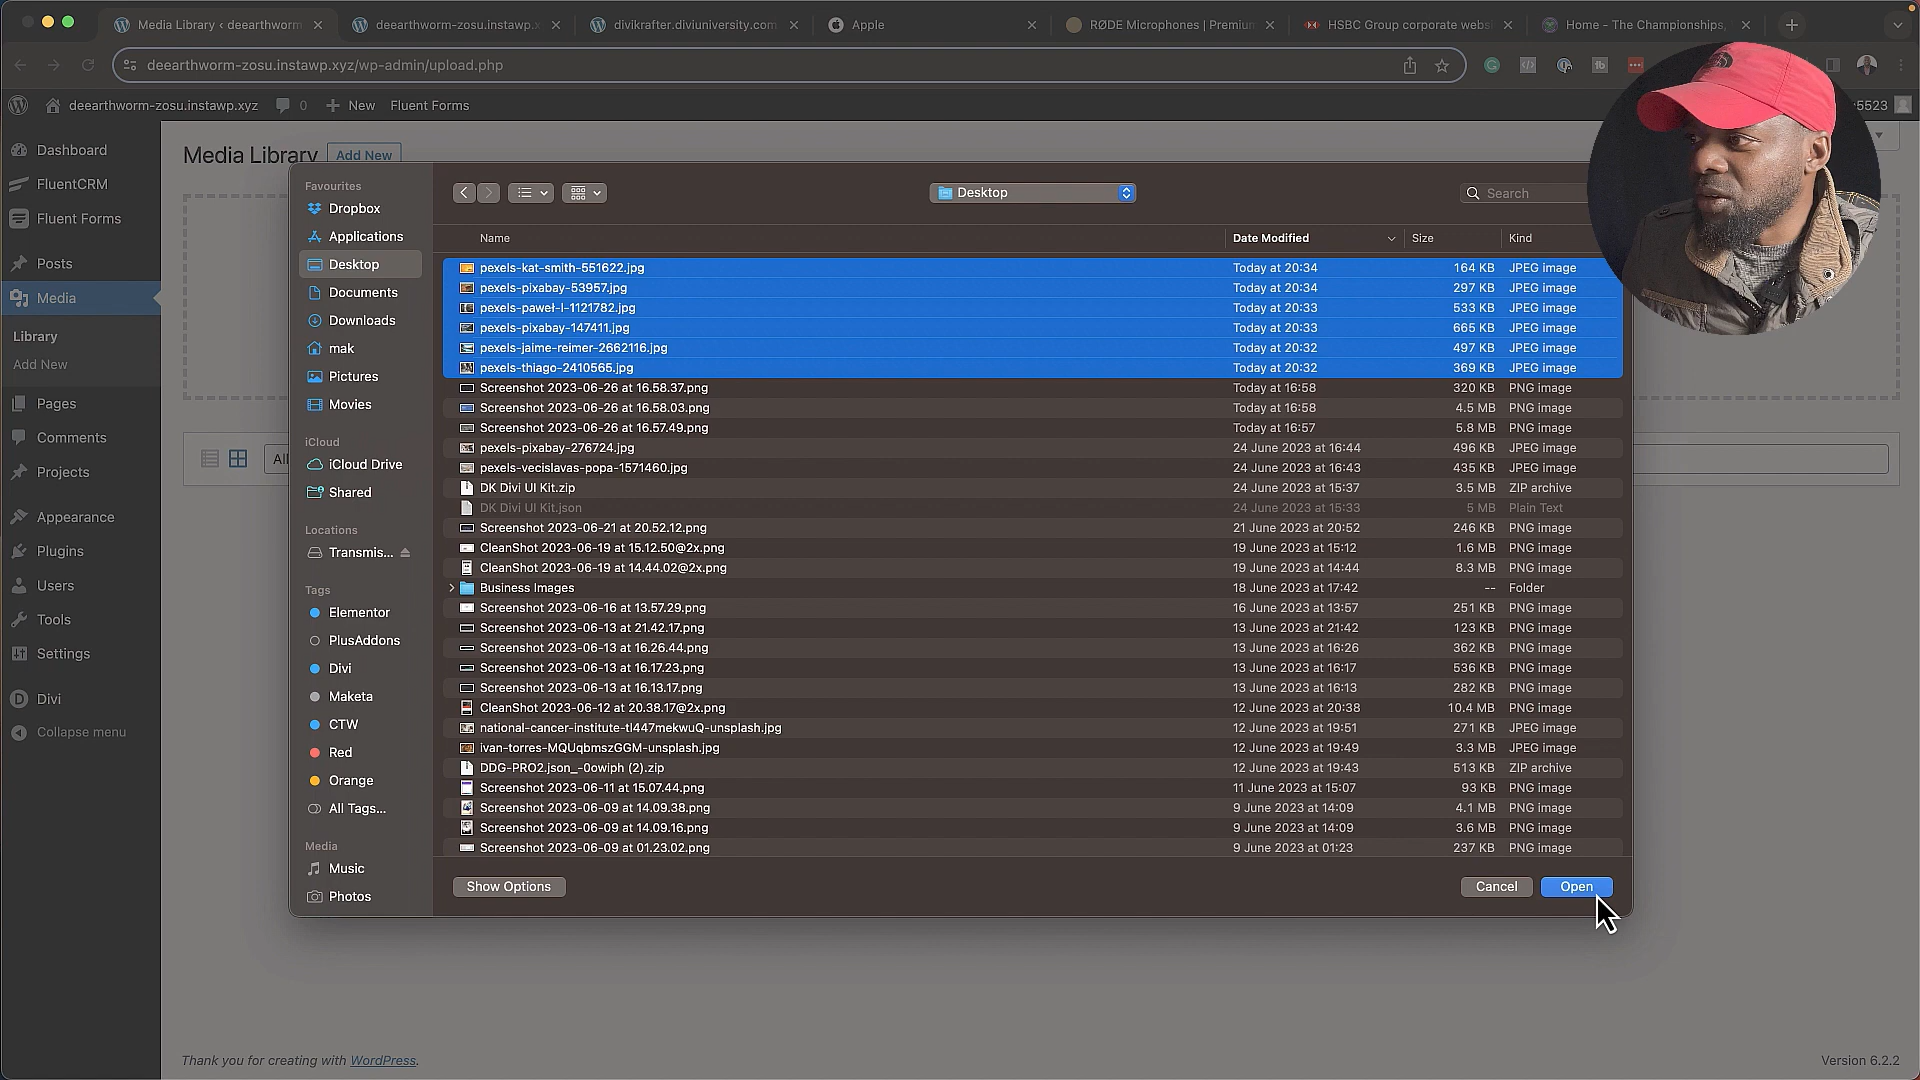 Media Library ‹ deearthworm
deearthworm-zosu.instawp.xy
divikrafter.diviuniversity.com
Apple
RØDE Microphones | Premium
HSBC Group corporate websi
Home - The Championships,
deearthworm-zosu.instawp.xyz/wp-admin/upload.php
deearthworm-zosu.instawp.xyz
0
New
Fluent Forms
5523
Dashboard
FluentCRM
Fluent Forms
Posts
Media
Library
Add New
Pages
Comments
Projects
Appearance
Plugins
Users
Tools
Settings
Divi
Collapse menu
Media Library
Add New
All
Favourites
Dropbox
Applications
Desktop
Documents
Downloads
mak
Pictures
Movies
iCloud
iCloud Drive
Shared
Locations
Transmis...
Tags
Elementor
PlusAddons
Divi
Maketa
CTW
Red
Orange
All Tags...
Media
Music
Photos
Desktop
Search
Name Date Modified Size Kind
pexels-kat-smith-551622.jpg Today at 20:34 164 KB JPEG image
pexels-pixabay-53957.jpg Today at 20:34 297 KB JPEG image
pexels-paweł-l-1121782.jpg Today at 20:33 533 KB JPEG image
pexels-pixabay-147411.jpg Today at 20:33 665 KB JPEG image
pexels-jaime-reimer-2662116.jpg Today at 20:32 497 KB JPEG image
pexels-thiago-2410565.jpg Today at 20:32 369 KB JPEG image
Screenshot 2023-06-26 at 16.58.37.png Today at 16:58 320 KB PNG image
Screenshot 2023-06-26 at 16.58.03.png Today at 16:58 4.5 MB PNG image
Screenshot 2023-06-26 at 16.57.49.png Today at 16:57 5.8 MB PNG image
pexels-pixabay-276724.jpg 24 June 2023 at 16:44 496 KB JPEG image
pexels-vecislavas-popa-1571460.jpg 24 June 2023 at 16:43 435 KB JPEG image
DK Divi UI Kit.zip 24 June 2023 at 15:37 3.5 MB ZIP archive
DK Divi UI Kit.json 24 June 2023 at 15:33 5 MB Plain Text
Screenshot 2023-06-21 at 20.52.12.png 21 June 2023 at 20:52 246 KB PNG image
CleanShot 2023-06-19 at 15.12.50@2x.png 19 June 2023 at 15:12 1.6 MB PNG image
CleanShot 2023-06-19 at 14.44.02@2x.png 19 June 2023 at 14:44 8.3 MB PNG image
Business Images 18 June 2023 at 17:42 -- Folder
Screenshot 2023-06-16 at 13.57.29.png 16 June 2023 at 13:57 251 KB PNG image
Screenshot 2023-06-13 at 21.42.17.png 13 June 2023 at 21:42 123 KB PNG image
Screenshot 2023-06-13 at 16.26.44.png 13 June 2023 at 16:26 362 KB PNG image
Screenshot 2023-06-13 at 16.17.23.png 13 June 2023 at 16:17 536 KB PNG image
Screenshot 2023-06-13 at 16.13.17.png 13 June 2023 at 16:13 282 KB PNG image
CleanShot 2023-06-12 at 20.38.17@2x.png 12 June 2023 at 20:38 10.4 MB PNG image
national-cancer-institute-tl447mekwuQ-unsplash.jpg 12 June 2023 at 19:51 271 KB JPEG image
ivan-torres-MQUqbmszGGM-unsplash.jpg 12 June 2023 at 19:49 3.3 MB JPEG image
DDG-PRO2.json_-0owiph (2).zip 12 June 2023 at 19:43 513 KB ZIP archive
Screenshot 2023-06-11 at 15.07.44.png 11 June 2023 at 15:07 93 KB PNG image
Screenshot 2023-06-09 at 14.09.38.png 9 June 2023 at 14:09 4.1 MB PNG image
Screenshot 2023-06-09 at 14.09.16.png 9 June 2023 at 14:09 3.6 MB PNG image
Screenshot 2023-06-09 at 01.23.02.png 9 June 2023 at 01:23 237 KB PNG image
Show Options
Cancel
Open
Thank you for creating with WordPress.
Version 6.2.2